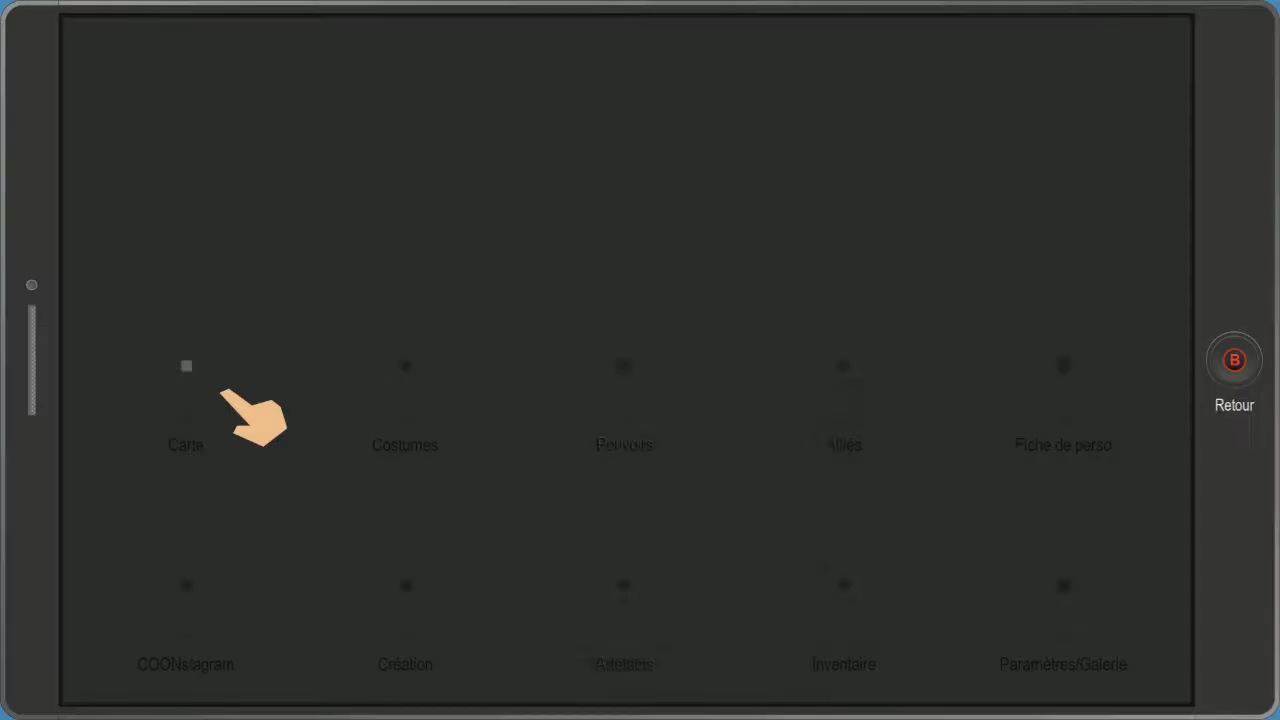 B
Retour
Carte Costumes Pouvoirs Alliés Fiche de perso
COONstagram Création Artefacts Inventaire Paramètres/Galerie